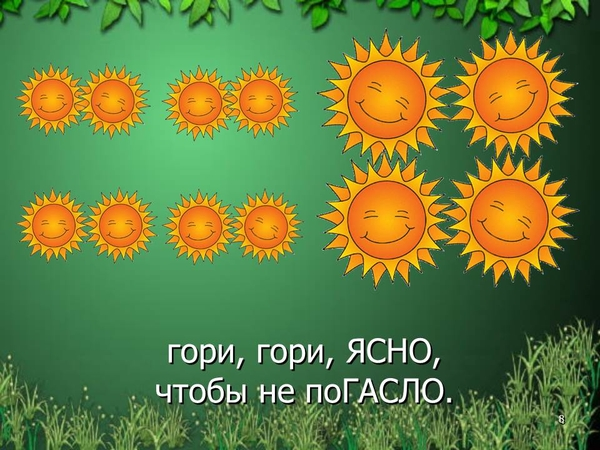 гори, гори, ЯСНО,
чтобы не поГАСЛО.
8